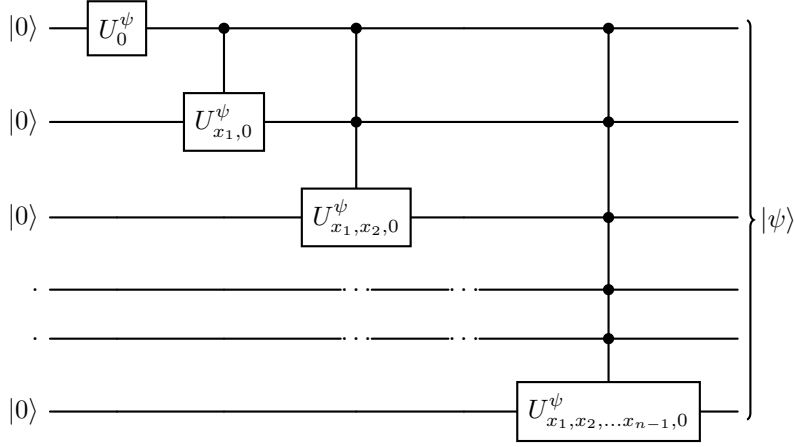 |0⟩ U_0^ψ
|0⟩ U_{x_1,0}^ψ
|0⟩ U_{x_1,x_2,0}^ψ |ψ⟩
. ... ...
. ... ...
|0⟩ U_{x_1,x_2,...x_{n-1},0}^ψ